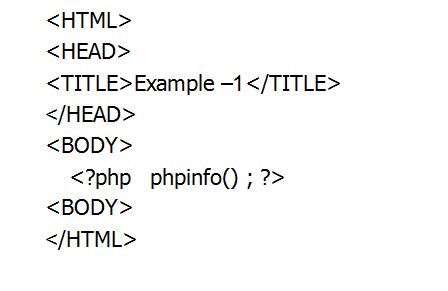 <HTML>
<HEAD>
<TITLE>Example –1</TITLE>
</HEAD>
<BODY>
<?php phpinfo() ; ?>
<BODY>
</HTML>